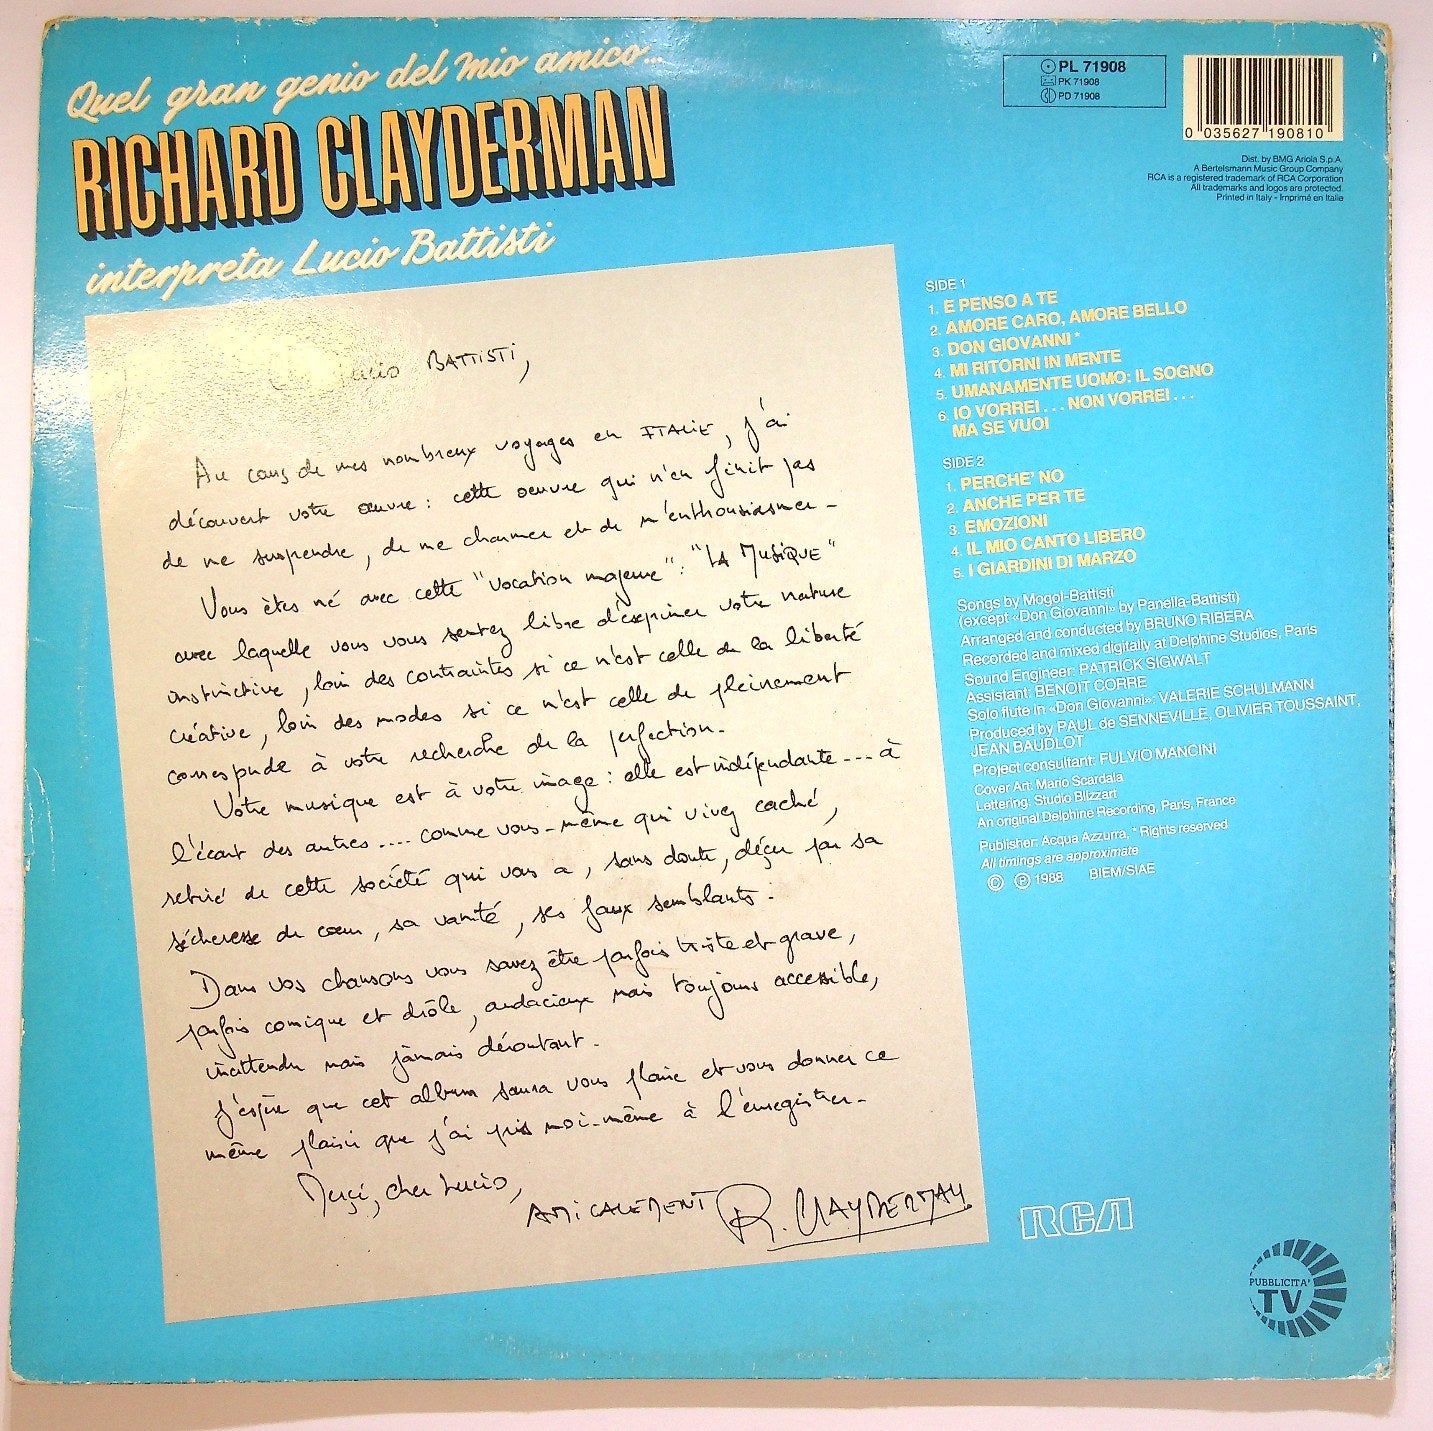 Quel gran genio del mio amico...
RICHARD CLAYDERMAN
interpreta Lucio Battisti
PL 71908
PK 71908
PD 71908
0 035627 190810
Dist. by BMG Ariola S.p.A.
A Bertelsmann Music Group Company
RCA is a registered trademark of RCA Corporation
All trademarks and logos are protected.
Printed in Italy - Imprimé en Italie
Lucio BATTISTI,
Au cours de mes nombreux voyages en ITALIE, j'ai
découvert votre œuvre : cette oeuvre qui n'en finit pas
de me surprendre, de me charmer et de m'enthousiasmer -
Vous êtes né avec cette "vocation majeure" : "LA MUSIQUE"
avec laquelle vous vous sentez libre d'exprimer votre nature
instinctive, loin des contraintes si ce n'est celle de la liberté
créative, loin des modes si ce n'est celle de pleinement
correspondre à votre recherche de la perfection -
Votre musique est à votre image : elle est indépendante .... à
l'écart des autres .... comme vous-même qui vivez caché,
retiré de cette société qui vous a, sans doute, déçu par sa
sécheresse de cœur, sa vanité, ses faux semblants -
Dans vos chansons vous savez être parfois triste et grave,
parfois comique et drôle, audacieux mais toujours accessible,
inattendu mais jamais déroutant -
J'espère que cet album saura vous plaire et vous donner ce
même plaisir que j'ai pris moi-même à l'enregistrer -
Merçi, cher Lucio,
AMICALEMENT R. CLAYDERMAN
SIDE 1
1. E PENSO A TE
2. AMORE CARO, AMORE BELLO
3. DON GIOVANNI *
4. MI RITORNI IN MENTE
5. UMANAMENTE UOMO: IL SOGNO
6. IO VORREI . . . NON VORREI . . .
MA SE VUOI
SIDE 2
1. PERCHE' NO
2. ANCHE PER TE
3. EMOZIONI
4. IL MIO CANTO LIBERO
5. I GIARDINI DI MARZO
Songs by Mogol-Battisti
(except «Don Giovanni» by Panella-Battisti)
Arranged and conducted by BRUNO RIBERA
Recorded and mixed digitally at Delphine Studios, Paris
Sound Engineer: PATRICK SIGWALT
Assistant: BENOIT CORRE
Solo flute in «Don Giovanni»: VALERIE SCHULMANN
Produced by PAUL de SENNEVILLE, OLIVIER TOUSSAINT,
JEAN BAUDLOT
Project consultant: FULVIO MANCINI
Cover Art: Mario Scardala
Lettering: Studio Blizzart
An original Delphine Recording, Paris, France
Publisher: Acqua Azzurra, * Rights reserved
All timings are approximate
© ℗ 1988 BIEM/SIAE
RCA
PUBBLICITA'
TV